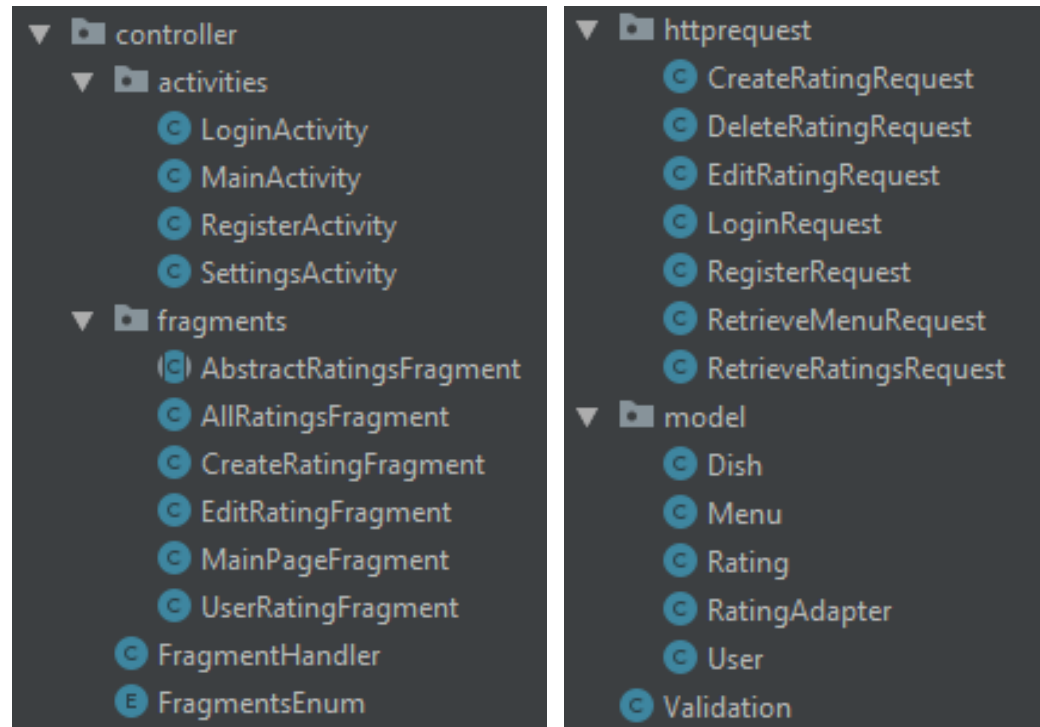 controller
activities
C LoginActivity
C MainActivity
C RegisterActivity
C SettingsActivity
fragments
C AbstractRatingsFragment
C AllRatingsFragment
C CreateRatingFragment
C EditRatingFragment
C MainPageFragment
C UserRatingFragment
C FragmentHandler
E FragmentsEnum
httprequest
C CreateRatingRequest
C DeleteRatingRequest
C EditRatingRequest
C LoginRequest
C RegisterRequest
C RetrieveMenuRequest
C RetrieveRatingsRequest
model
C Dish
C Menu
C Rating
C RatingAdapter
C User
C Validation